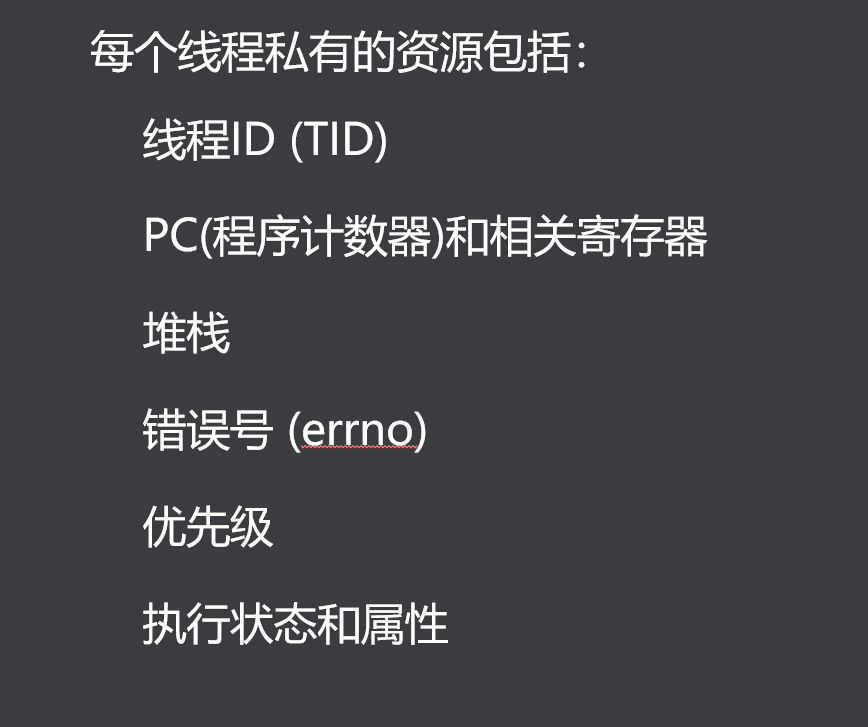 每个线程私有的资源包括：
线程ID (TID)
PC(程序计数器)和相关寄存器
堆栈
错误号 (errno)
优先级
执行状态和属性